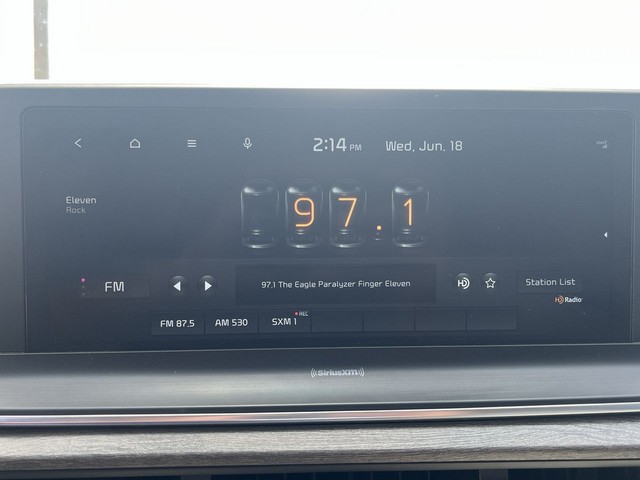 2:14 PM Wed, Jun. 18
Eleven
Rock
97.1
FM
97.1 The Eagle Paralyzer Finger Eleven
HD
Station List
HD Radio
FM 87.5
AM 530
SXM 1
REC
((SiriusXM))